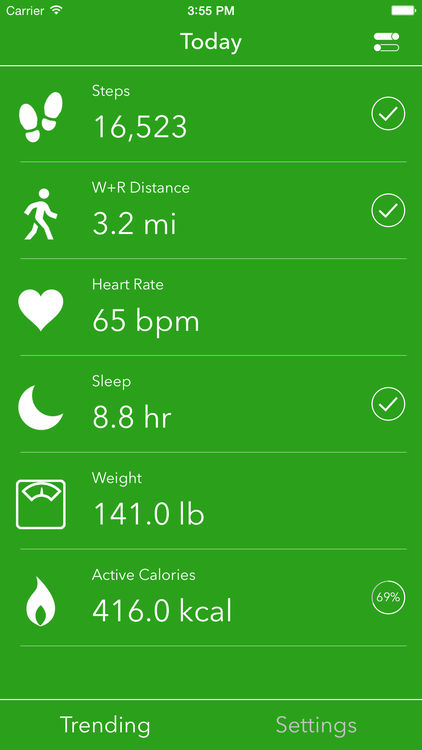 Carrier 3:55 PM
Today
Steps
16,523
W+R Distance
3.2 mi
Heart Rate
65 bpm
Sleep
8.8 hr
Weight
141.0 lb
Active Calories
416.0 kcal
69%
Trending Settings